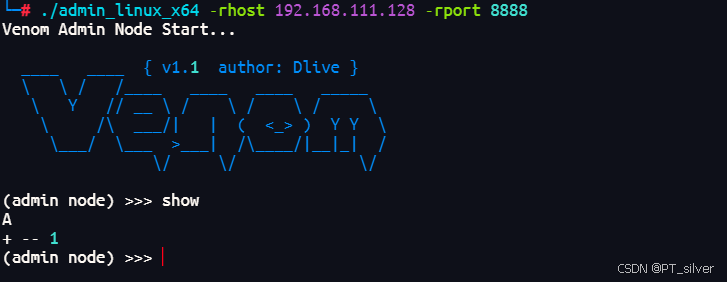 └─# ./admin_linux_x64 -rhost 192.168.111.128 -rport 8888
Venom Admin Node Start...
{ v1.1 author: Dlive }
Venom
(admin node) >>> show
A
+ -- 1
(admin node) >>>
CSDN @PT_silver